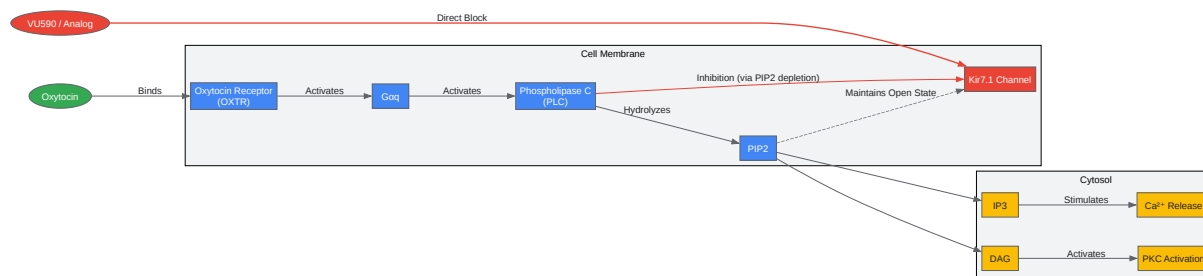 VU590 / Analog
Direct Block
Cell Membrane
Oxytocin
Binds
Oxytocin Receptor
(OXTR)
Activates
Gαq
Activates
Phospholipase C
(PLC)
Inhibition (via PIP2 depletion)
Kir7.1 Channel
Hydrolyzes
Maintains Open State
PIP2
Cytosol
IP3
Stimulates
Ca²⁺ Release
DAG
Activates
PKC Activation